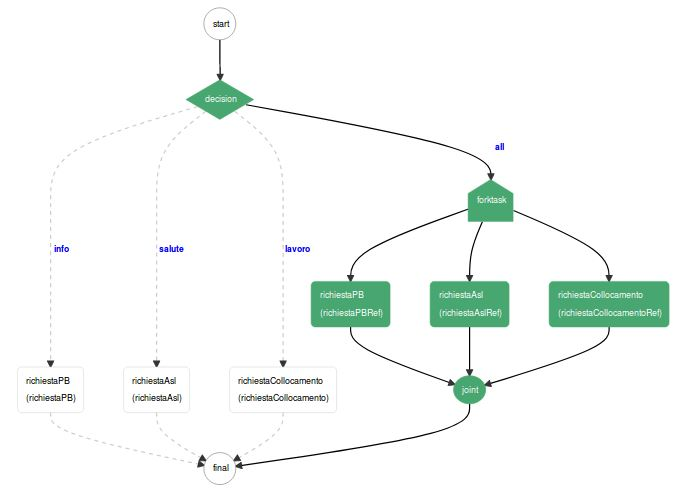 start
decision
all
forktask
info
salute
lavoro
richiestaPB
(richiestaPBRef)
richiestaAsl
(richiestaAslRef)
richiestaCollocamento
(richiestaCollocamentoRef)
richiestaPB
(richiestaPB)
richiestaAsl
(richiestaAsl)
richiestaCollocamento
(richiestaCollocamento)
joint
final